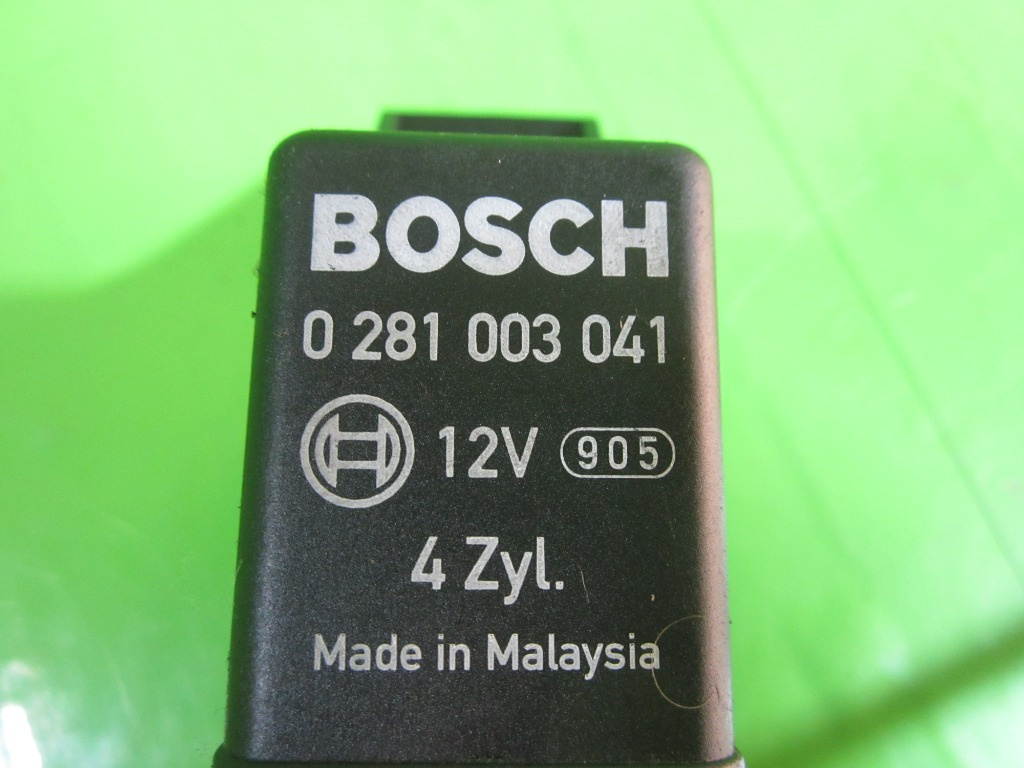 BOSCH
0 281 003 041
12V 905
4 Zyl.
Made in Malaysia